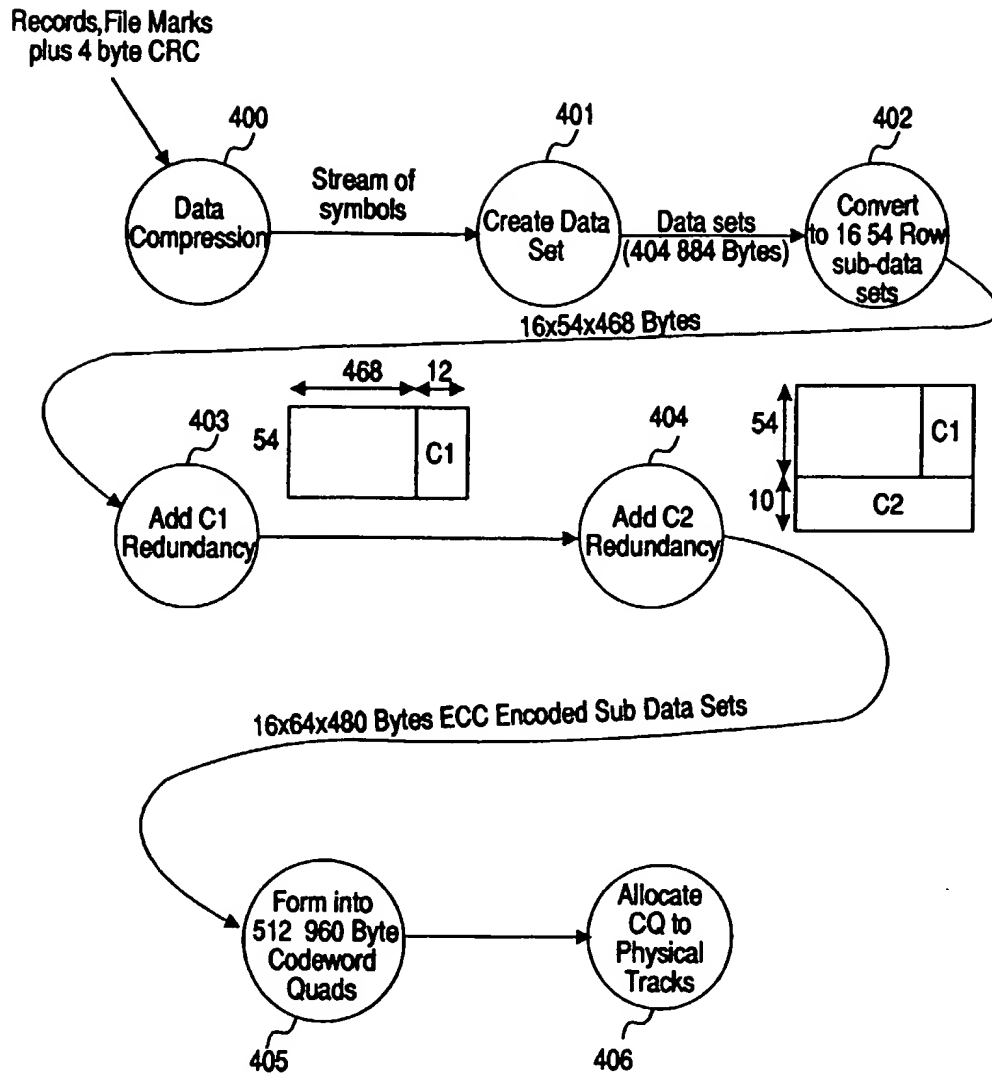 Records,File Marks
plus 4 byte CRC
400
401
402
Data
Compression
Stream of
symbols
Create Data
Set
Data sets
(404 884 Bytes)
Convert
to 16 54 Row
sub-data
sets
16x54x468 Bytes
468
12
54
C1
403
404
54
C1
10
C2
Add C1
Redundancy
Add C2
Redundancy
16x64x480 Bytes ECC Encoded Sub Data Sets
Form into
512 960 Byte
Codeword
Quads
Allocate
CQ to
Physical
Tracks
405
406